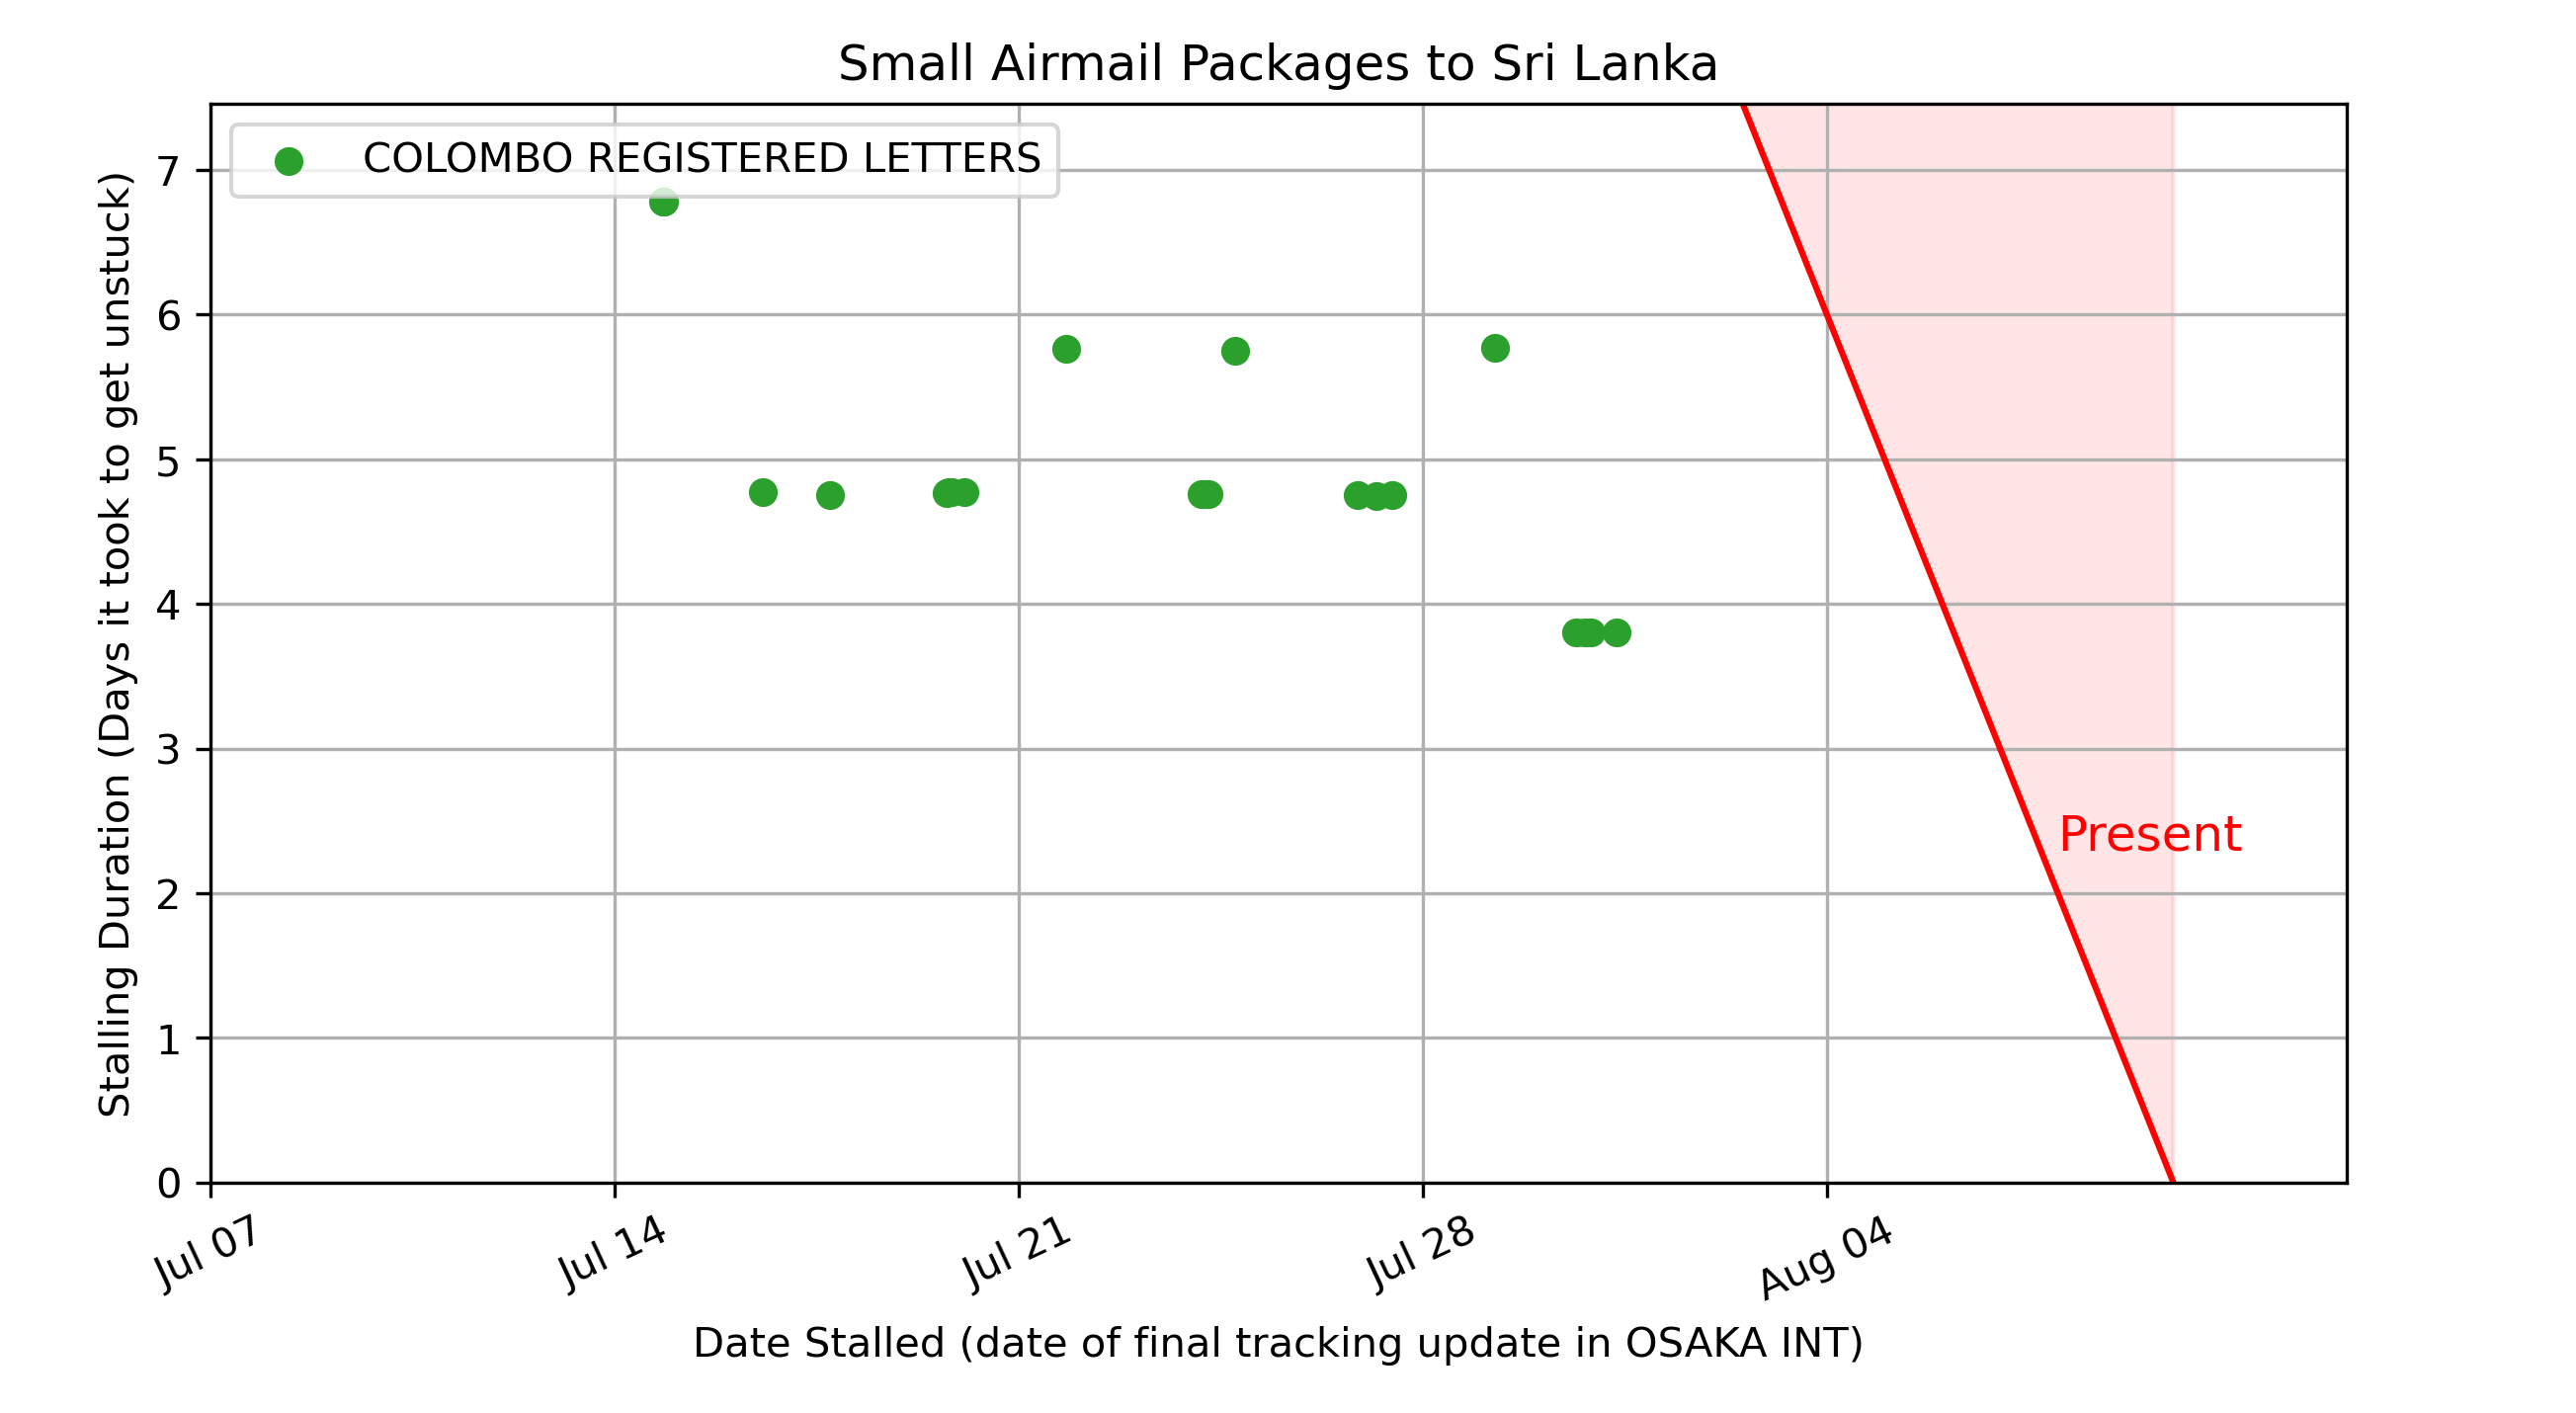 Small Airmail Packages to Sri Lanka
COLOMBO REGISTERED LETTERS
Stalling Duration (Days it took to get unstuck)
7
6
5
4
3
2
1
0
Present
Jul 07
Jul 14
Jul 21
Jul 28
Aug 04
Date Stalled (date of final tracking update in OSAKA INT)